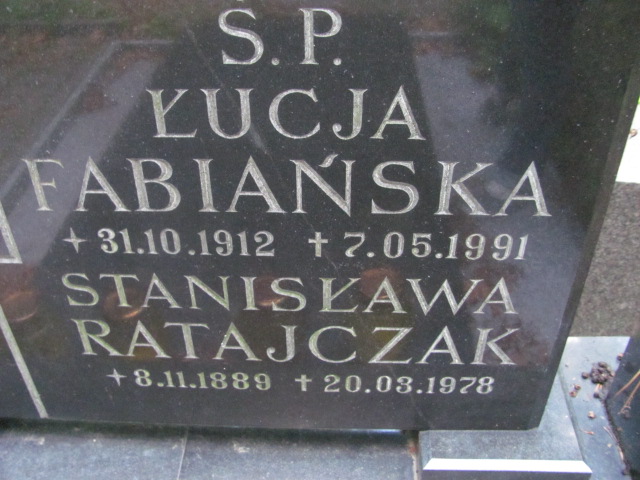 Ś.P.
ŁUCJA
FABIAŃSKA
+31.10.1912 †7.05.1991
STANISŁAWA
RATAJCZAK
+8.11.1889 †20.03.1978